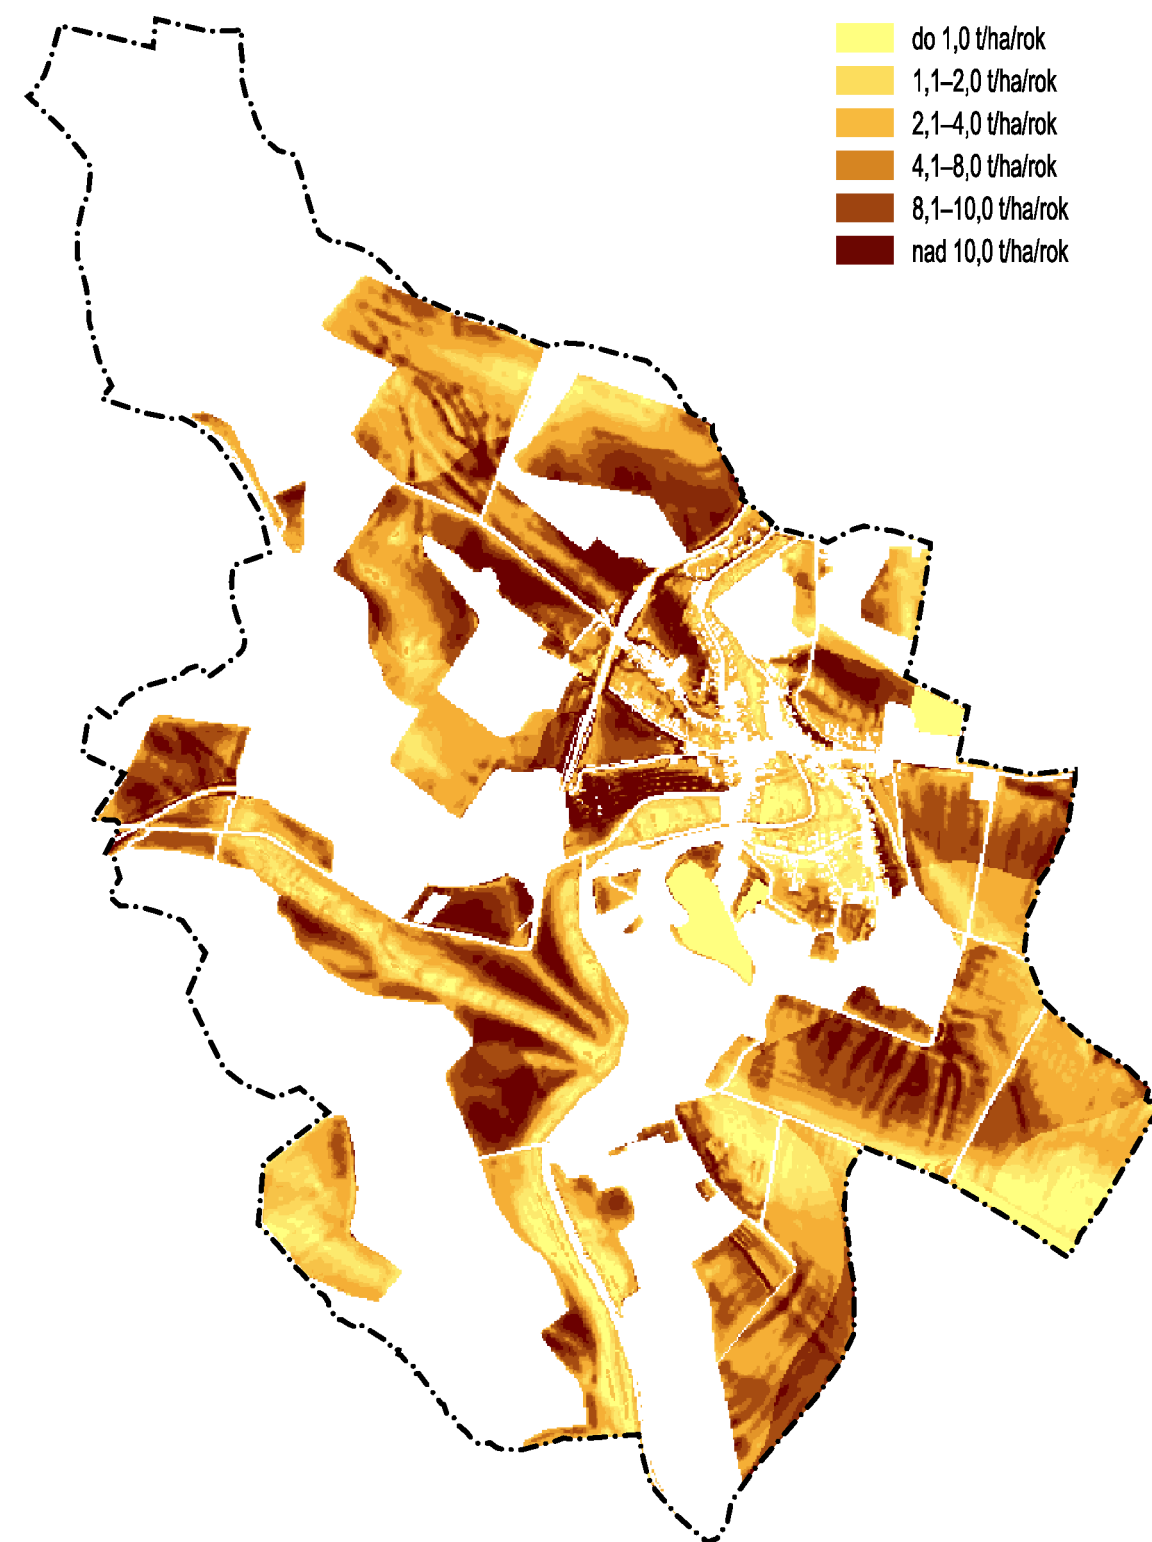 do 1,0 t/ha/rok
1,1–2,0 t/ha/rok
2,1–4,0 t/ha/rok
4,1–8,0 t/ha/rok
8,1–10,0 t/ha/rok
nad 10,0 t/ha/rok